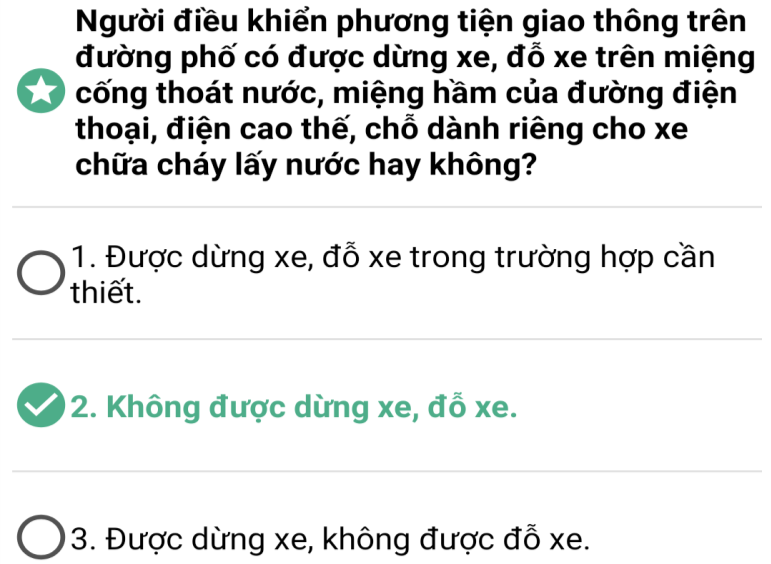 Người điều khiển phương tiện giao thông trên
đường phố có được dừng xe, đỗ xe trên miệng
cống thoát nước, miệng hầm của đường điện
thoại, điện cao thế, chỗ dành riêng cho xe
chữa cháy lấy nước hay không?
1. Được dừng xe, đỗ xe trong trường hợp cần
thiết.
2. Không được dừng xe, đỗ xe.
3. Được dừng xe, không được đỗ xe.